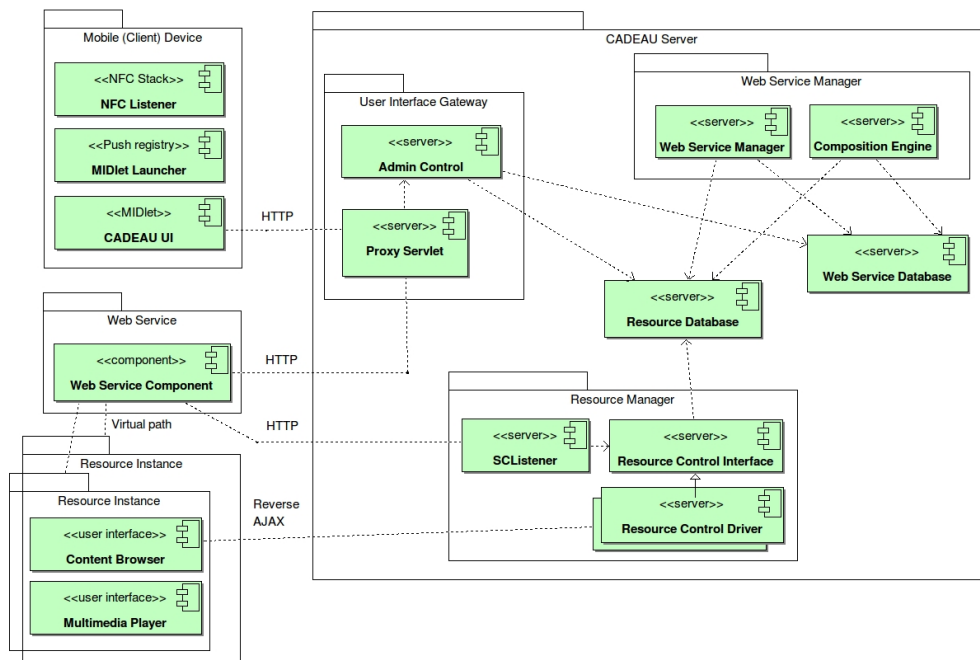 Mobile (Client) Device
<<NFC Stack>>
NFC Listener
<<Push registry>>
MIDlet Launcher
<<MIDlet>>
CADEAU UI
HTTP
CADEAU Server
User Interface Gateway
<<server>>
Admin Control
<<server>>
Proxy Servlet
Web Service Manager
<<server>>
Web Service Manager
<<server>>
Composition Engine
<<server>>
Web Service Database
<<server>>
Resource Database
Web Service
<<component>>
Web Service Component
HTTP
Virtual path
HTTP
Resource Manager
<<server>>
SCListener
<<server>>
Resource Control Interface
<<server>>
Resource Control Driver
Resource Instance
Resource Instance
<<user interface>>
Content Browser
<<user interface>>
Multimedia Player
Reverse
AJAX